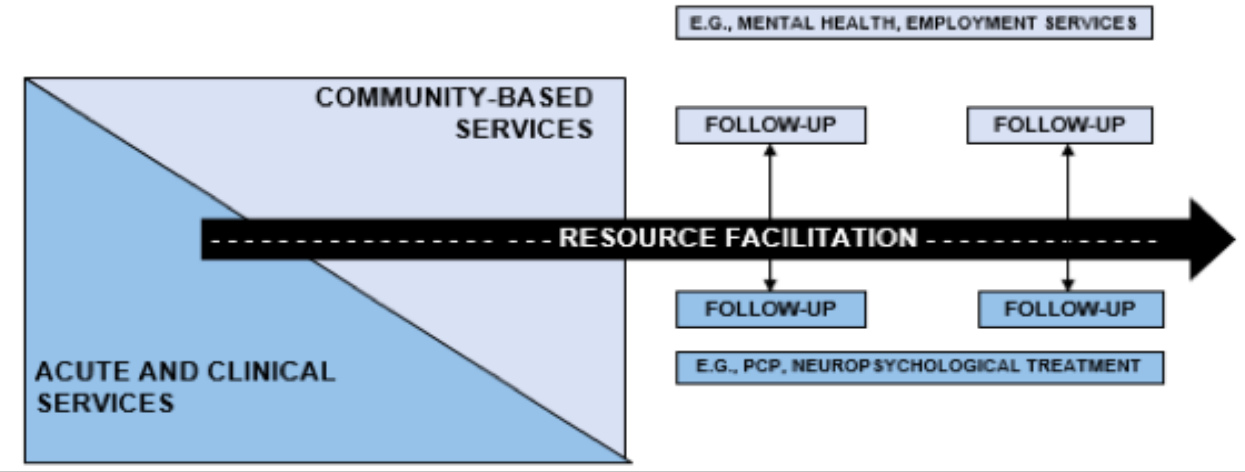 E.G., MENTAL HEALTH, EMPLOYMENT SERVICES
COMMUNITY-BASED
SERVICES
FOLLOW-UP
FOLLOW-UP
RESOURCE FACILITATION
FOLLOW-UP
FOLLOW-UP
E.G., PCP, NEUROPSYCHOLOGICAL TREATMENT
ACUTE AND CLINICAL
SERVICES